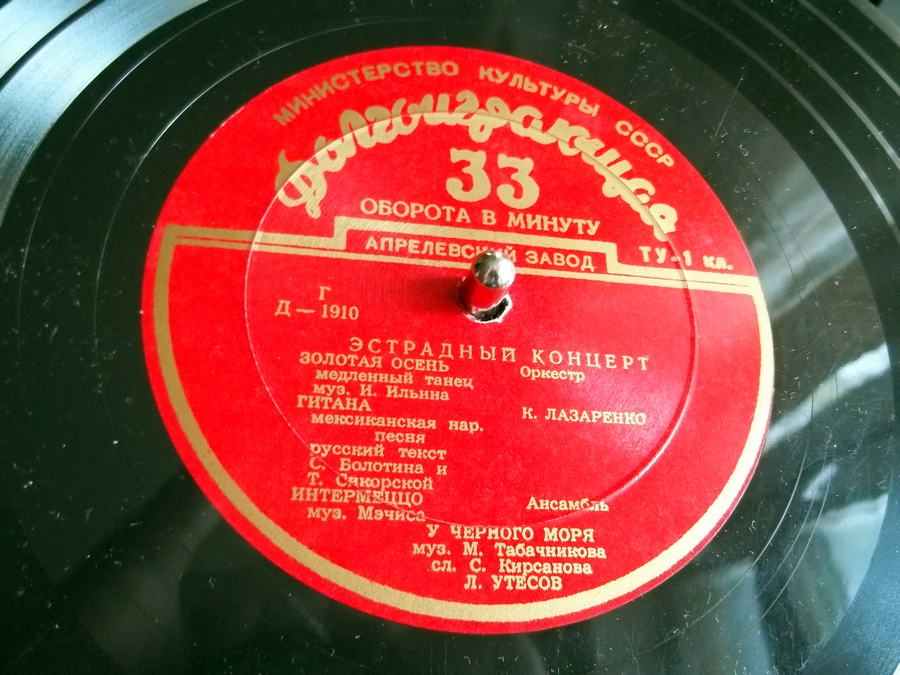 МИНИСТЕРСТВО КУЛЬТУРЫ СССР
Долгоиграющая
33
ОБОРОТА В МИНУТУ
АПРЕЛЕВСКИЙ ЗАВОД ТУ-1 кл.
Г
Д — 1910
ЭСТРАДНЫЙ КОНЦЕРТ
ЗОЛОТАЯ ОСЕНЬ Оркестр
медленный танец
муз. И. Ильина
ГИТАНА К. ЛАЗАРЕНКО
мексиканская нар.
песня
русский текст
С. Болотина и
Т. Сикорской
ИНТЕРМЕЦЦО Ансамбль
муз. Мэчиса
У ЧЕРНОГО МОРЯ
муз. М. Табачникова
сл. С. Кирсанова
Л. УТЕСОВ